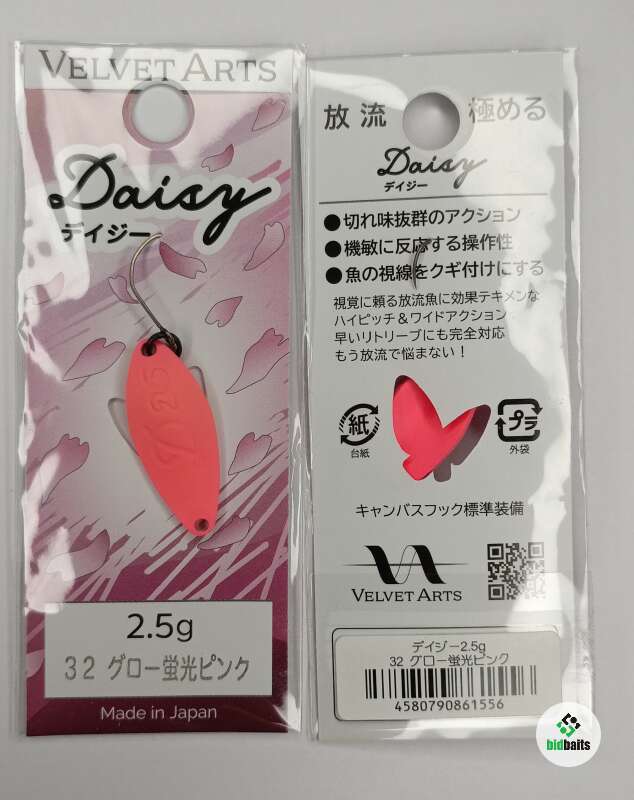 VELVET ARTS
Daisy
デイジー
2.5
2.5g
32 グロー蛍光ピンク
Made in Japan
放流 極める
Daisy
デイジー
●切れ味抜群のアクション
●機敏に反応する操作性
●魚の視線をクギ付けにする
視覚に頼る放流魚に効果テキメンな
ハイピッチ＆ワイドアクション
早いリトリーブにも完全対応
もう放流で悩まない！
紙
台紙
プラ
外袋
キャンバスフック標準装備
VELVET ARTS
デイジー2.5g
32 グロー蛍光ピンク
4580790861556
bidbaits